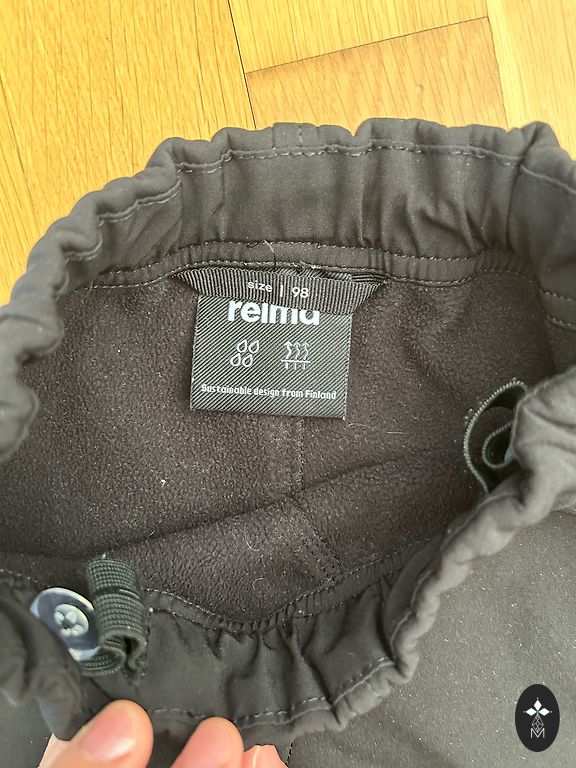 size | 98
reima
Sustainable design from Finland